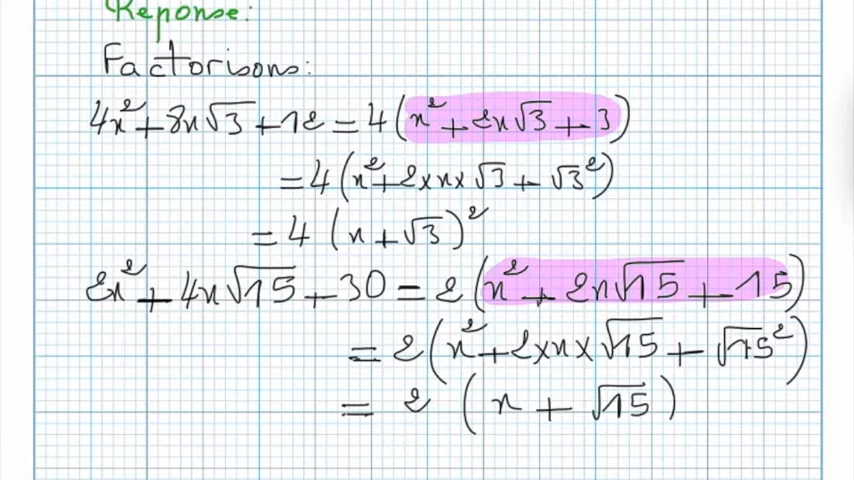 Réponse:
Factorisons:
4x²+8x√3+12=4(x²+2x√3+3)
=4(x²+2×x×√3+√3²)
=4(x+√3)²
2x²+4x√15+30=2(x²+2x√15+15)
=2(x²+2×x×√15+√15²)
=2(x+√15)